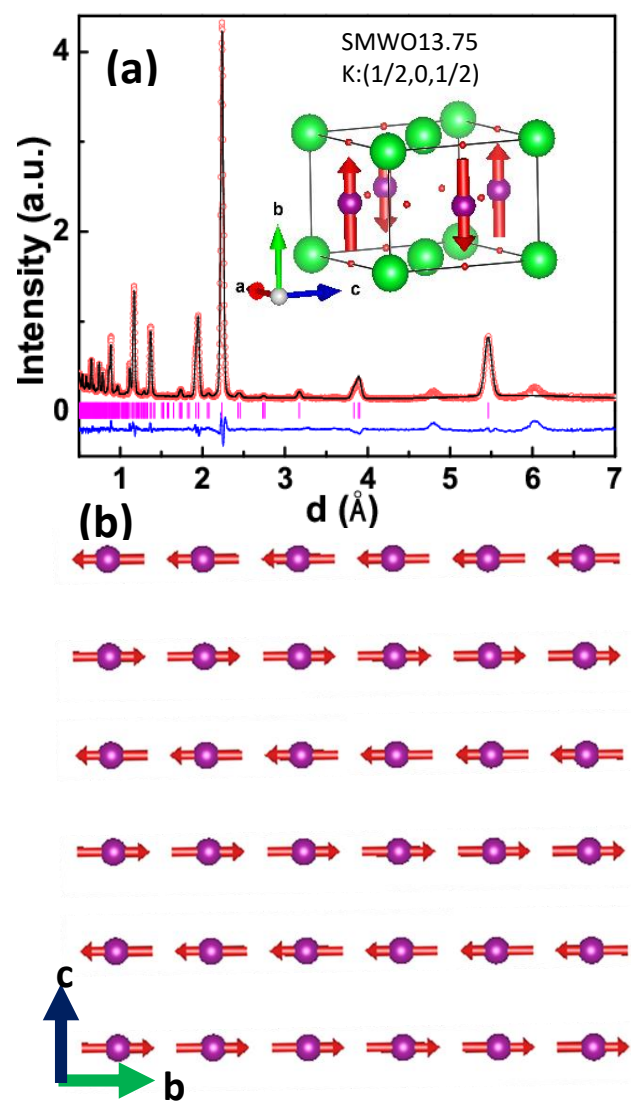 (a)
SMWO13.75
K:(1/2,0,1/2)
Intensity (a.u.)
4
2
0
b
a
c
1 2 3 4 5 6 7
d (Å)
(b)
c
b